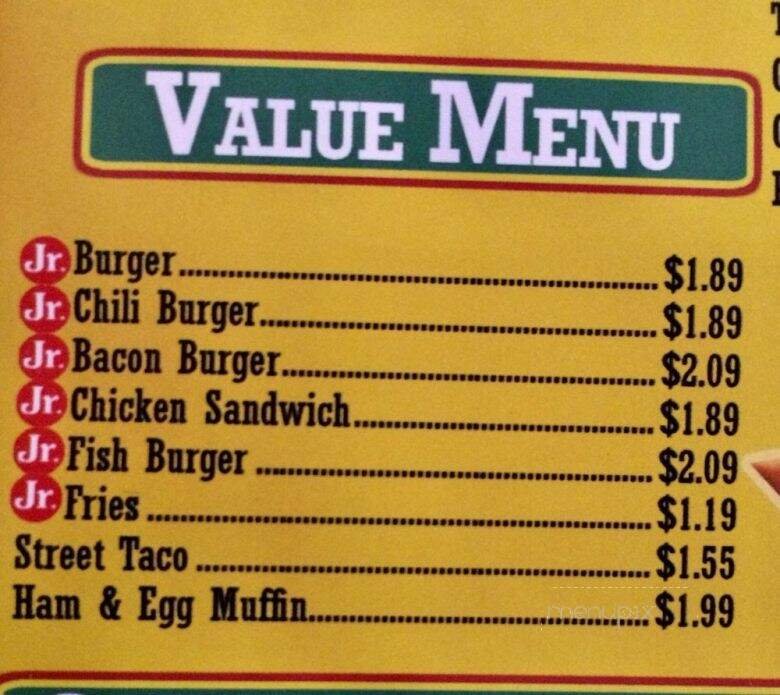 VALUE MENU
Jr. Burger........................................................$1.89
Jr. Chili Burger...............................................$1.89
Jr. Bacon Burger............................................$2.09
Jr. Chicken Sandwich....................................$1.89
Jr. Fish Burger ................................................$2.09
Jr. Fries ............................................................$1.19
Street Taco ......................................................$1.55
Ham & Egg Muffin.........................................$1.99
menupix